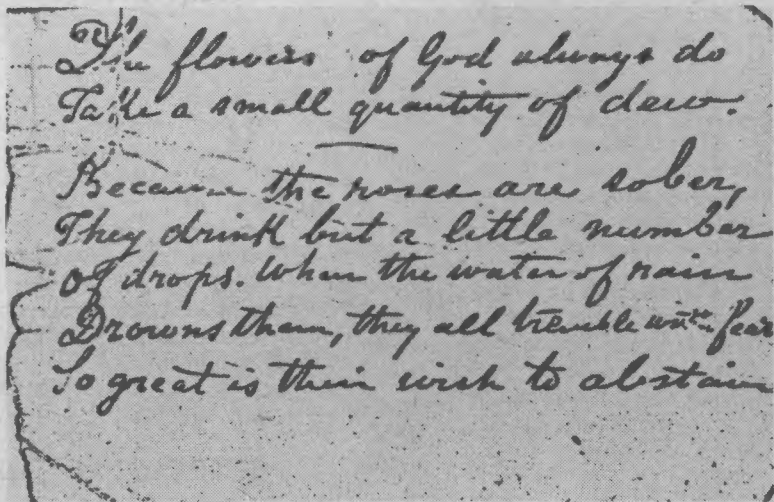 The flowers of God always do
Take a small quantity of dew.
Because the roses are sober,
They drink but a little number
of drops. When the water of rain
Drowns them, they all tremble with fear
So great is their wish to abstain